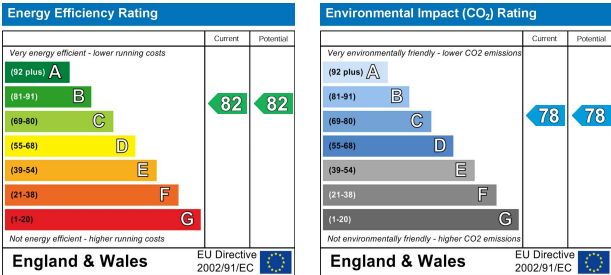 Energy Efficiency Rating
Current Potential
Very energy efficient - lower running costs
(92 plus) A
(81-91) B
82 82
(69-80) C
(55-68) D
(39-54) E
(21-38) F
(1-20) G
Not energy efficient - higher running costs
England & Wales
EU Directive
2002/91/EC
Environmental Impact (CO₂) Rating
Current Potential
Very environmentally friendly - lower CO2 emissions
(92 plus) A
(81-91) B
78 78
(69-80) C
(55-68) D
(39-54) E
(21-38) F
(1-20) G
Not environmentally friendly - higher CO2 emissions
England & Wales
EU Directive
2002/91/EC